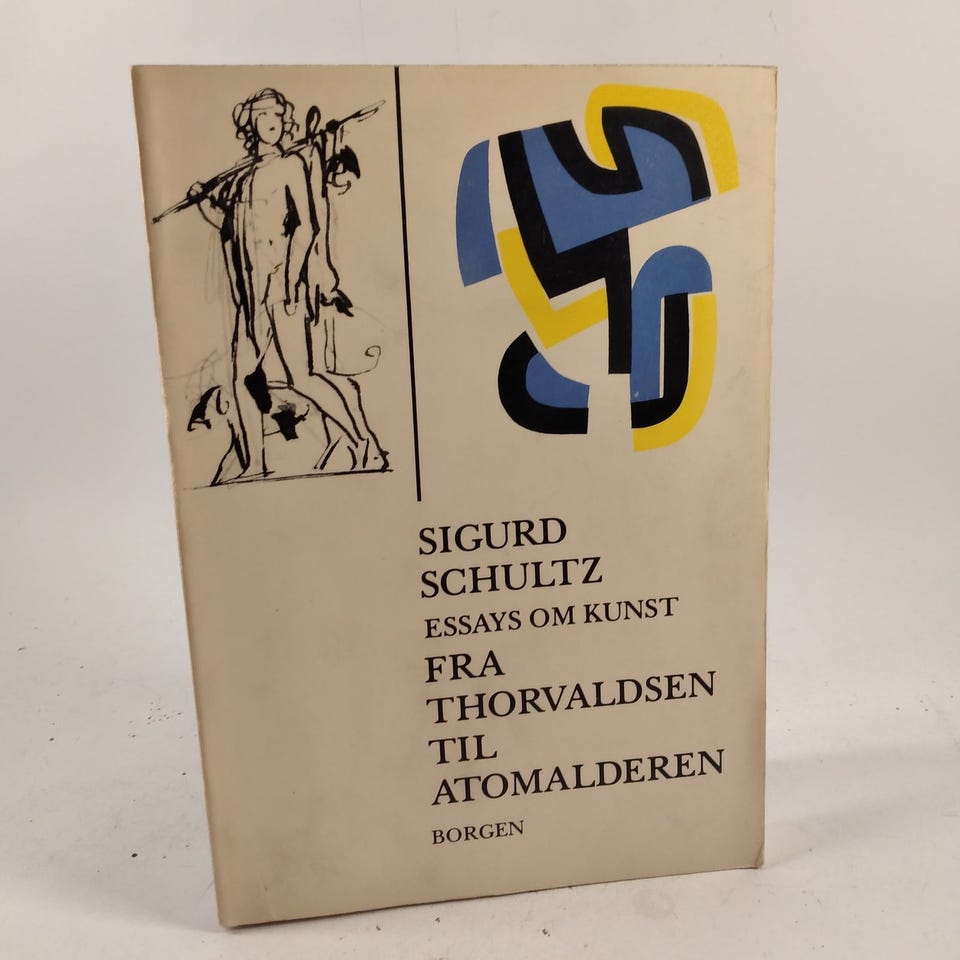 SIGURD
SCHULTZ
ESSAYS OM KUNST
FRA
THORVALDSEN
TIL
ATOMALDEREN
BORGEN